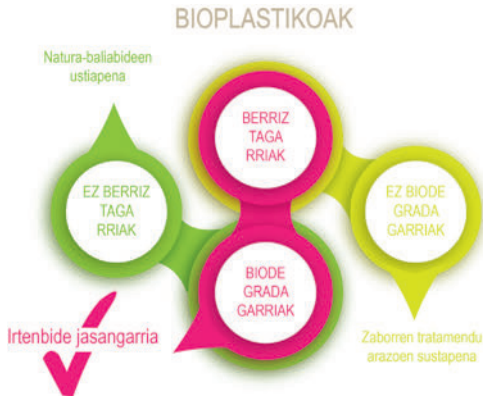 BIOPLASTIKOAK
Natura-baliabideen
ustiapena
BERRIZ
TAGA
RRIAK
EZ BERRIZ
TAGA
RRIAK
EZ BIODE
GRADA
GARRIAK
BIODE
GRADA
GARRIAK
Irtenbide jasangarria
Zaborren tratamendu
arazoen sustapena